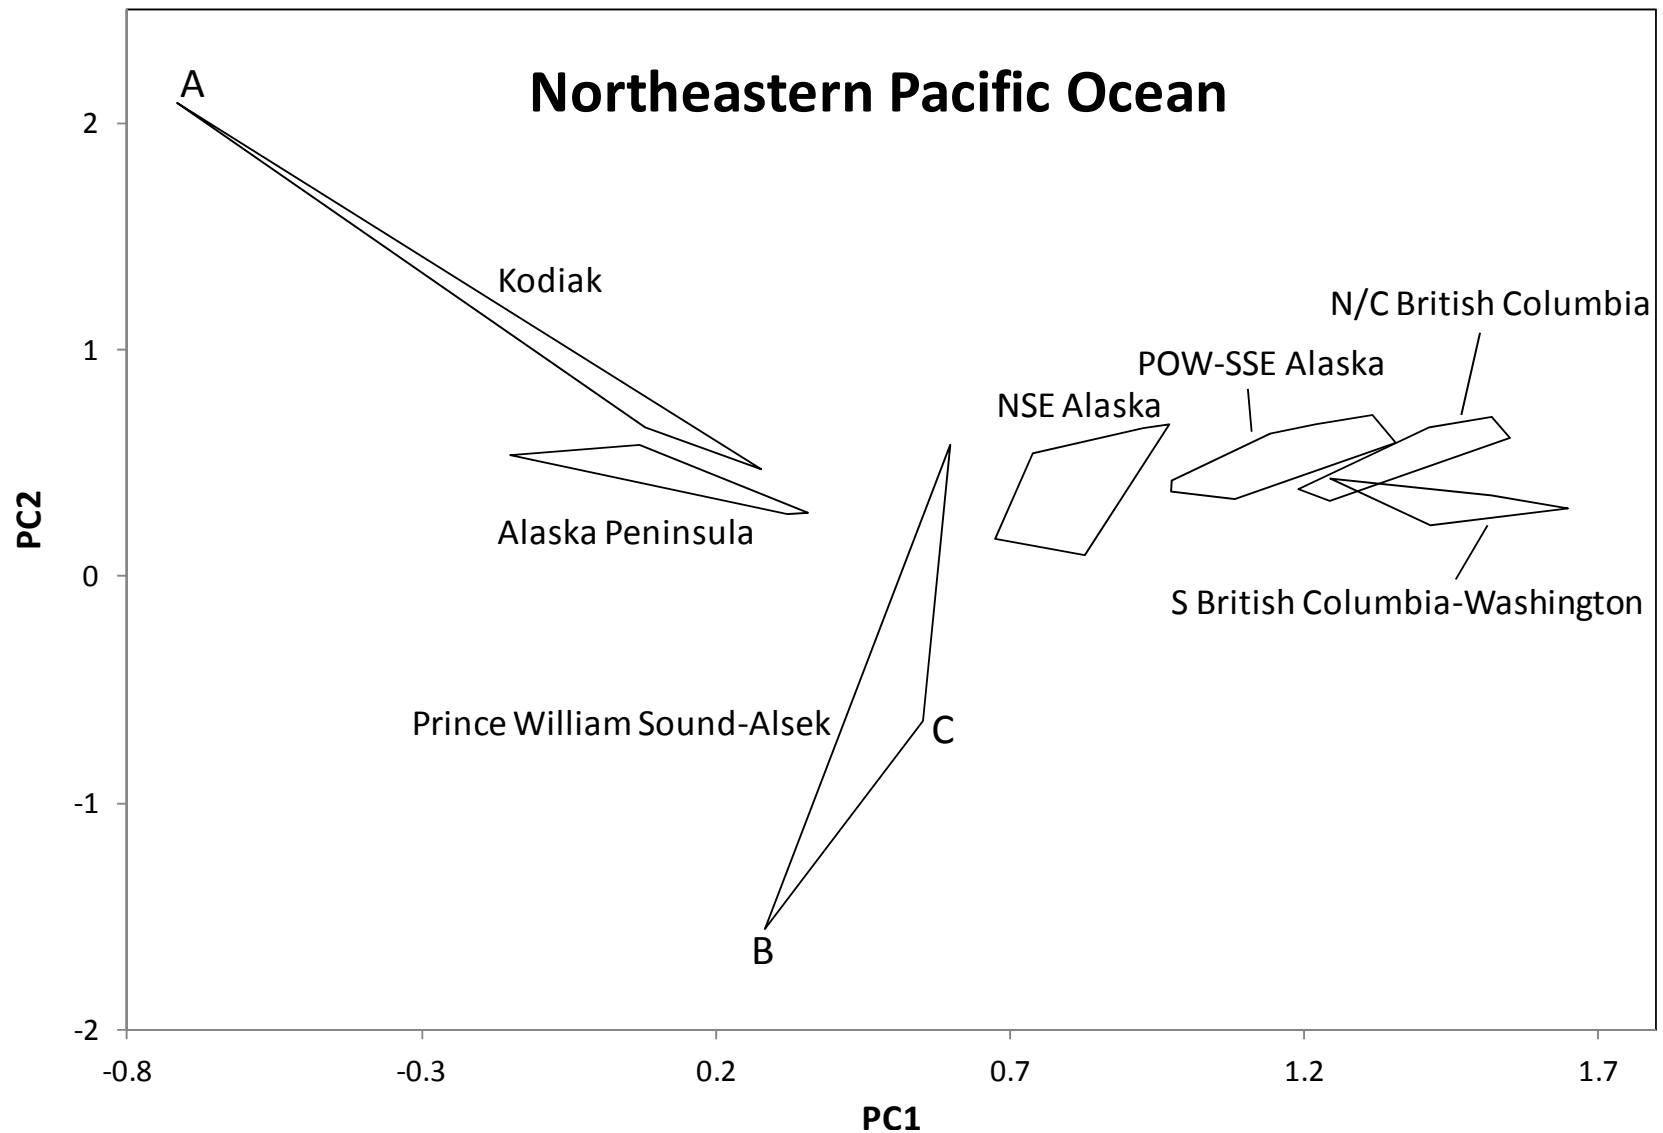 Northeastern Pacific Ocean
A
Kodiak
N/C British Columbia
POW-SSE Alaska
NSE Alaska
Alaska Peninsula
S British Columbia-Washington
Prince William Sound-Alsek
C
B
PC2
2
1
0
-1
-2
-0.8
-0.3
0.2
0.7
1.2
1.7
PC1